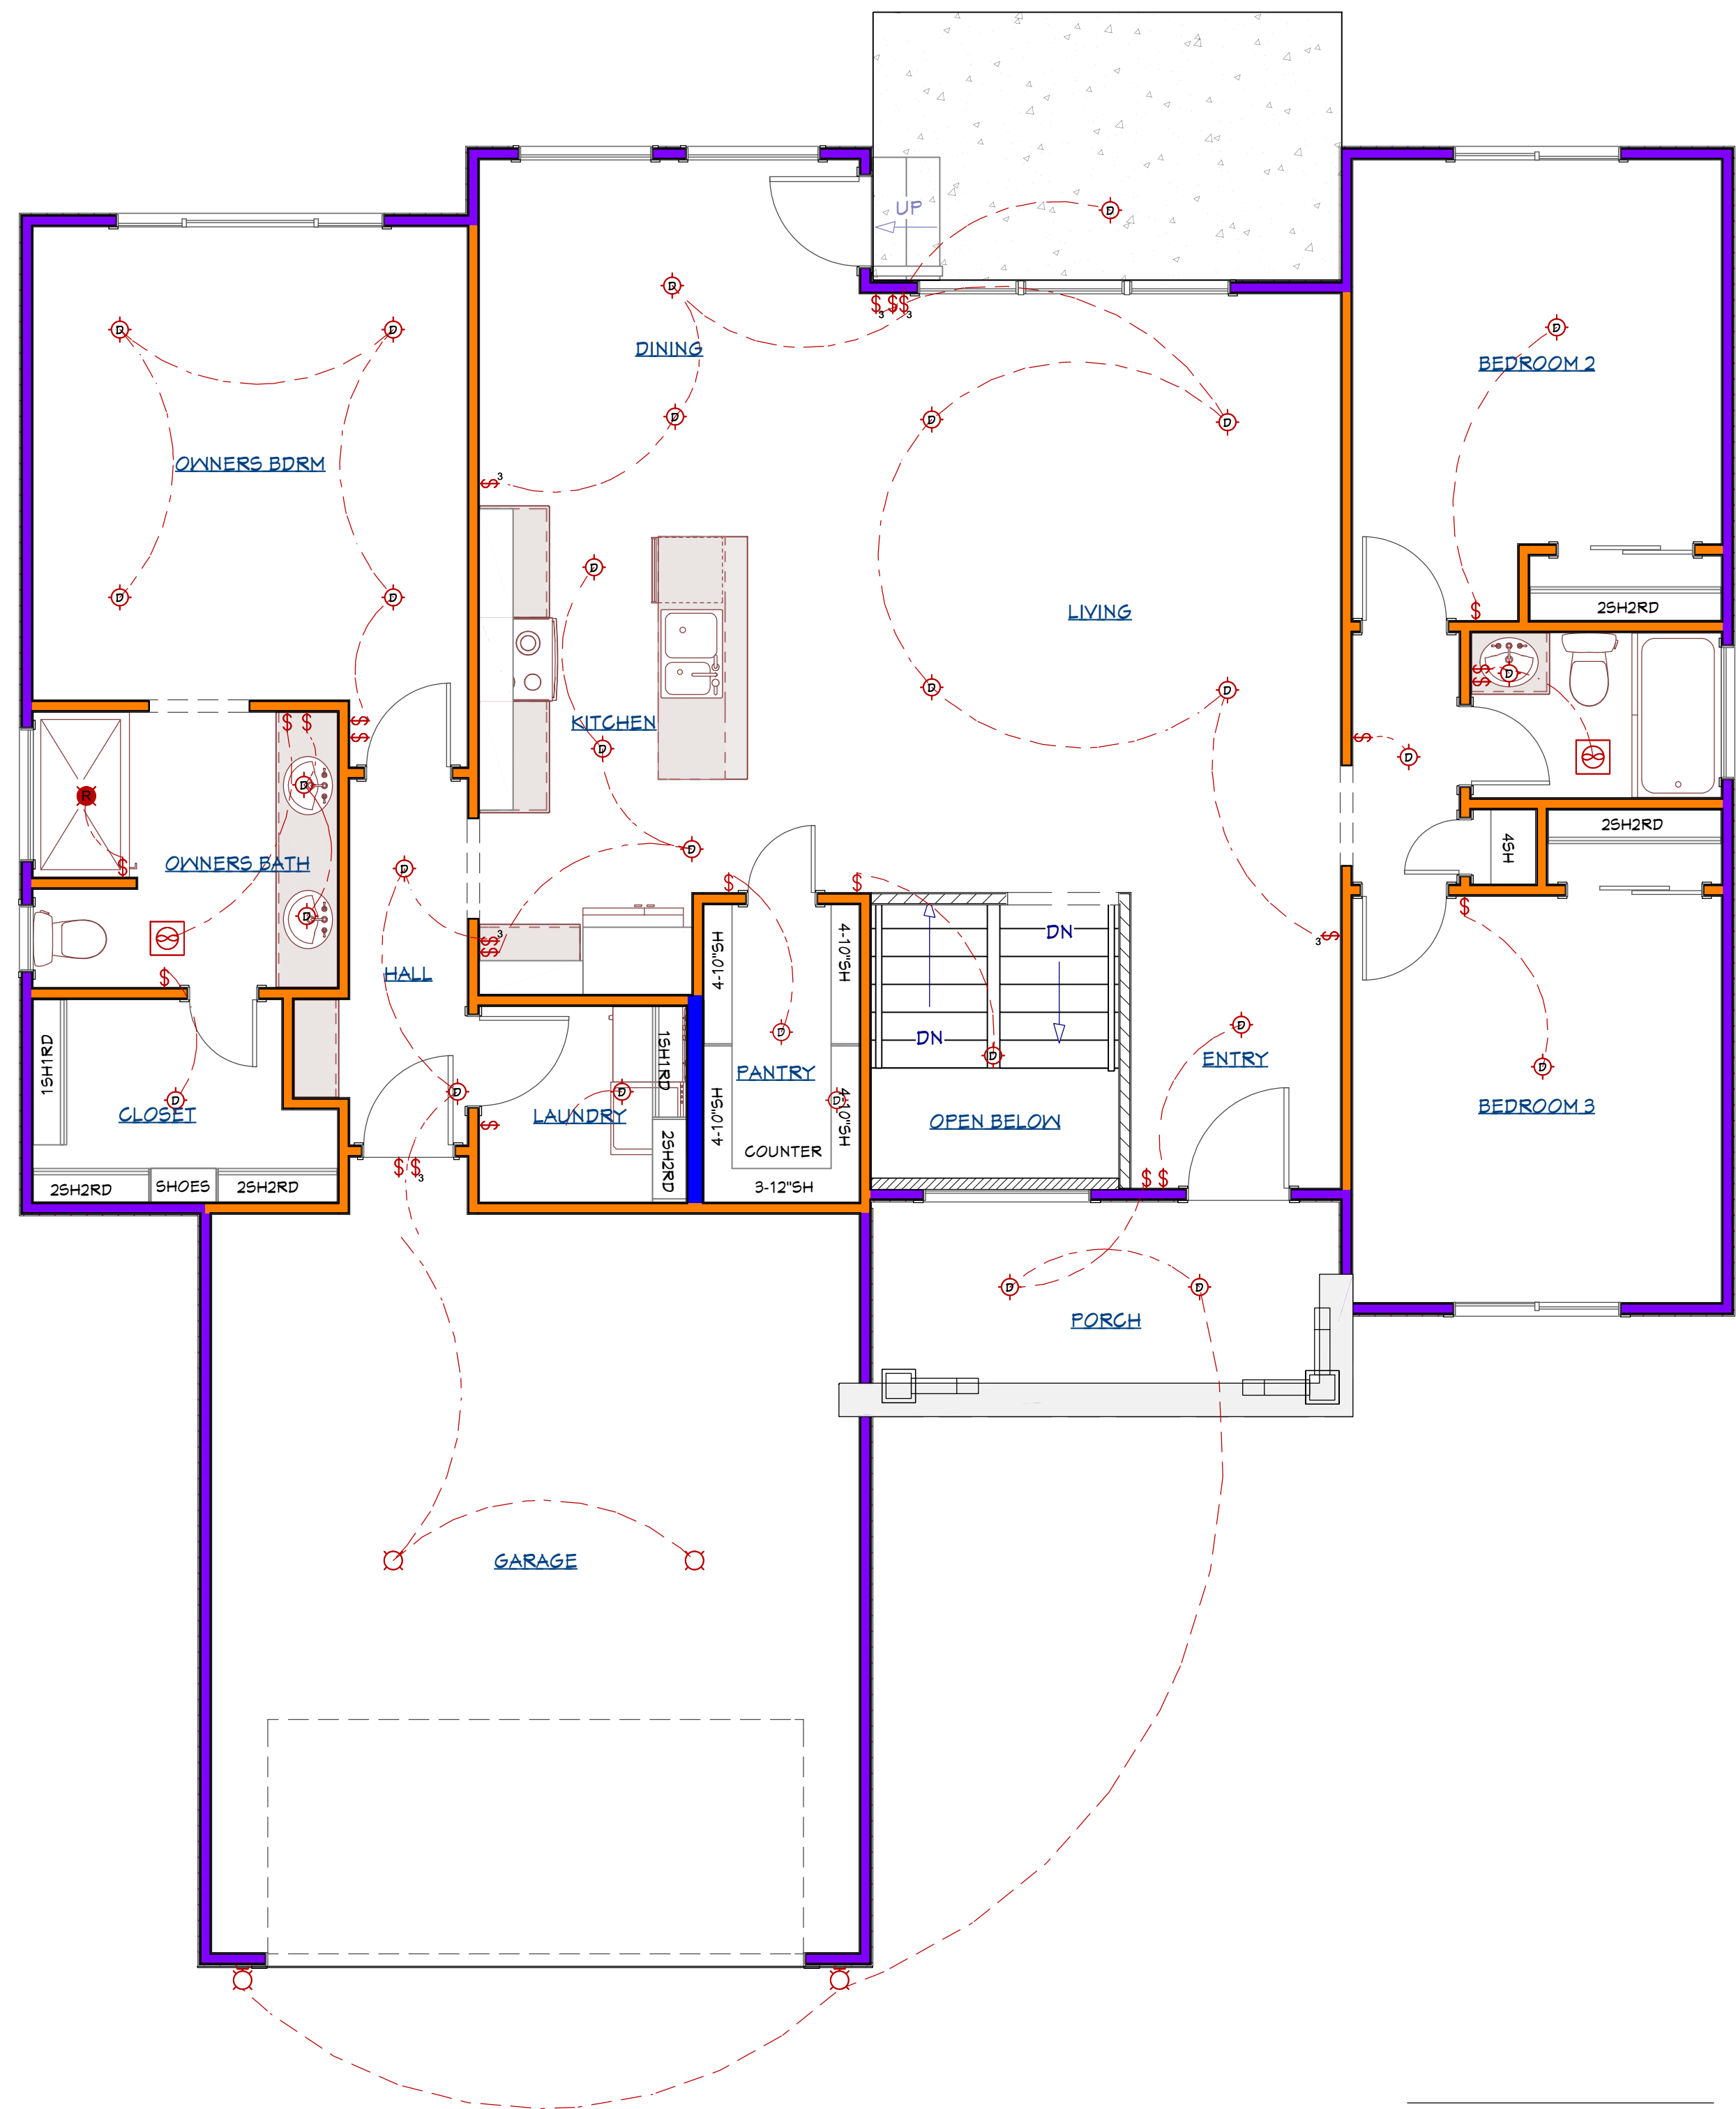 UP
DINING
BEDROOM 2
OWNERS BDRM
LIVING
2SH2RD
KITCHEN
2SH2RD
4SH
OWNERS BATH
HALL
4-10"SH
4-10"SH
DN
DN
1SH1RD
1SH1RD
PANTRY
ENTRY
CLOSET
LAUNDRY
4-10"SH
4-10"SH
OPEN BELOW
BEDROOM 3
COUNTER
2SH2RD
SHOES
2SH2RD
2SH2RD
3-12"SH
PORCH
GARAGE